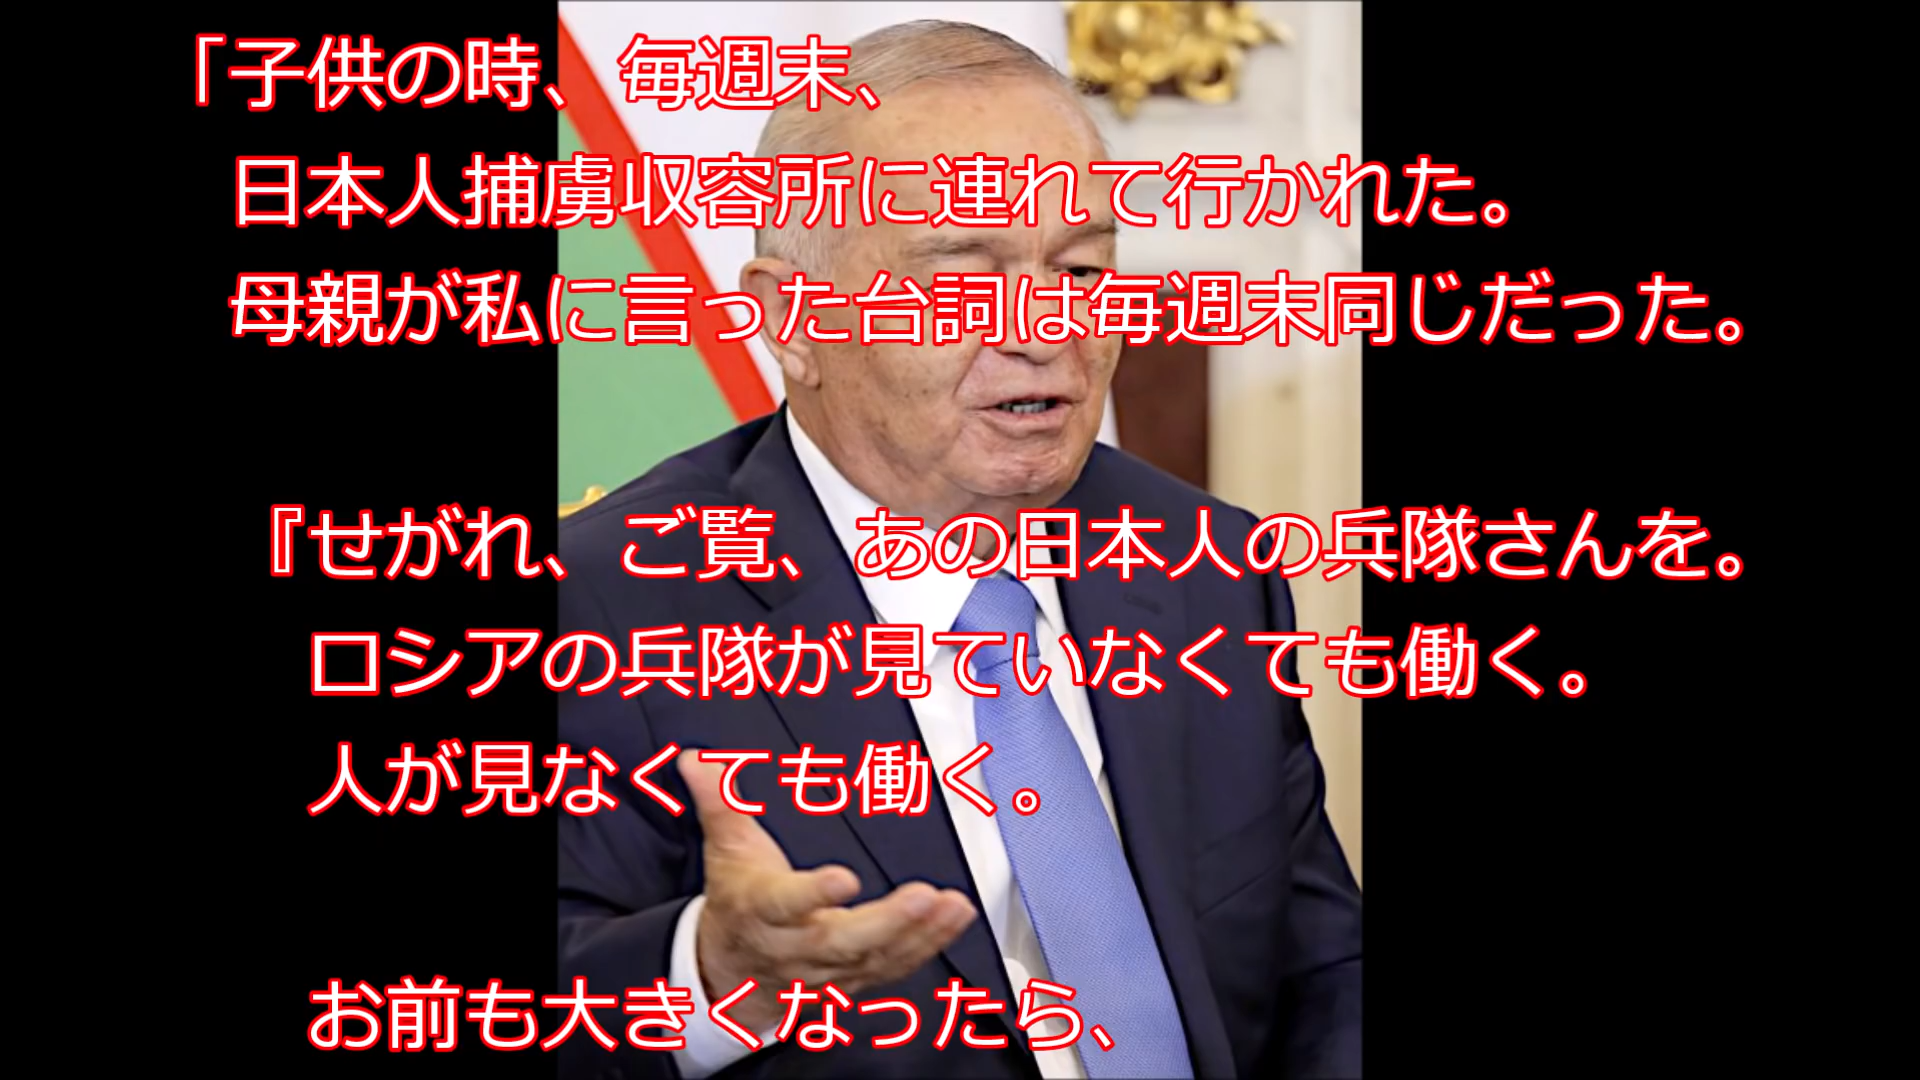 「子供の時、毎週末、
日本人捕虜収容所に連れて行かれた。
母親が私に言った台詞は毎週末同じだった。
『せがれ、ご覧、あの日本人の兵隊さんを。
ロシアの兵隊が見ていなくても働く。
人が見なくても働く。
お前も大きくなったら、